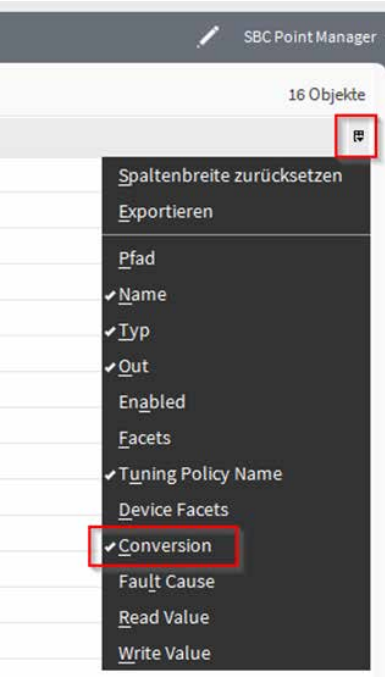 SBC Point Manager
16 Objekte
Spaltenbreite zurücksetzen
Exportieren
Pfad
Name
Typ
Out
Enabled
Facets
Tuning Policy Name
Device Facets
Conversion
Fault Cause
Read Value
Write Value